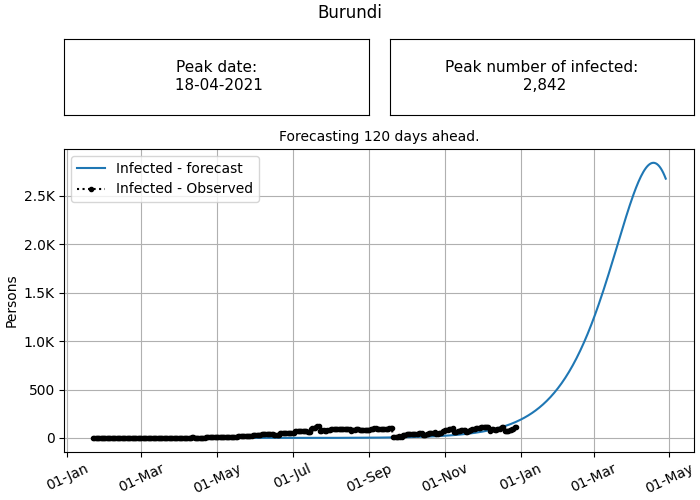 Burundi
Peak date:
18-04-2021
Peak number of infected:
2,842
Forecasting 120 days ahead.
Infected - forecast
Infected - Observed
2.5K
2.0K
1.5K
1.0K
500
0
Persons
01-Jan
01-Mar
01-May
01-Jul
01-Sep
01-Nov
01-Jan
01-Mar
01-May